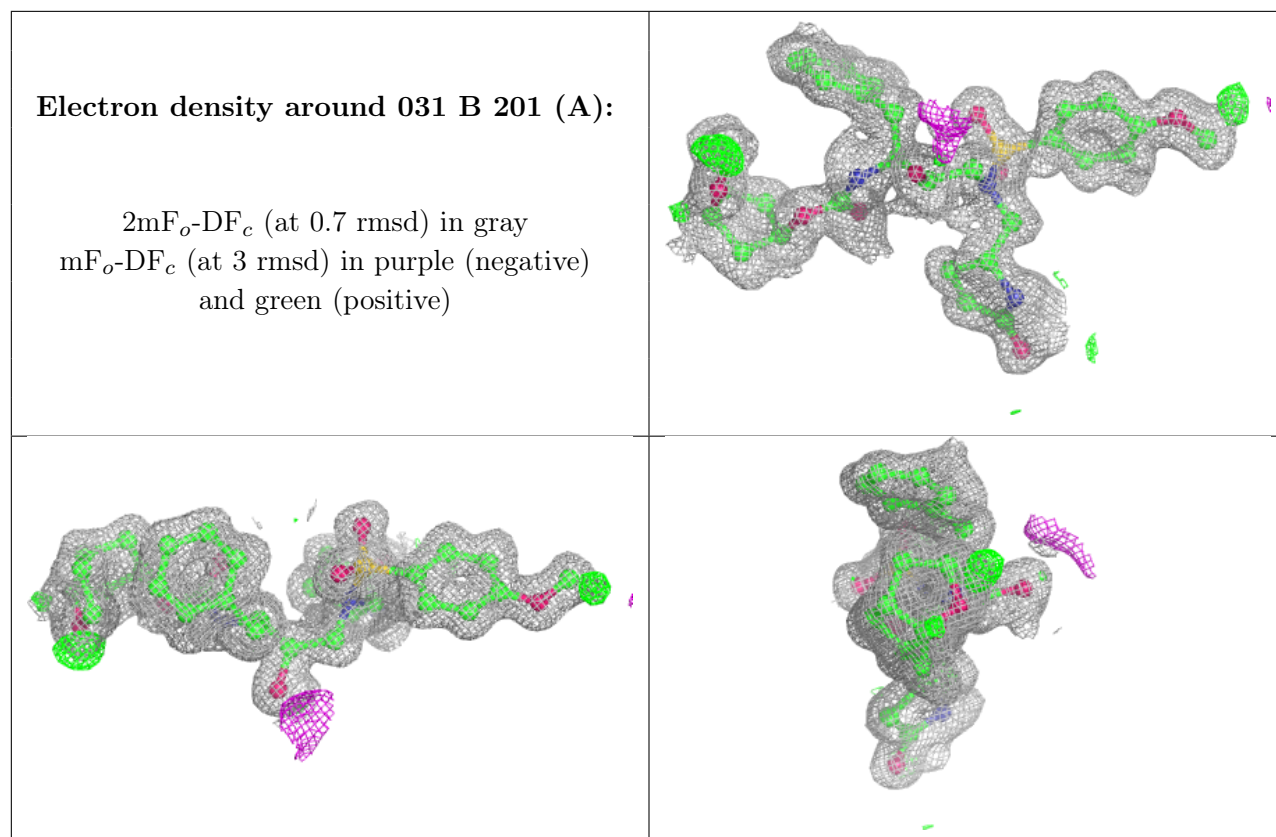 Electron density around 031 B 201 (A):
2mFₒ-DF𝒸 (at 0.7 rmsd) in gray
mFₒ-DF𝒸 (at 3 rmsd) in purple (negative)
and green (positive)